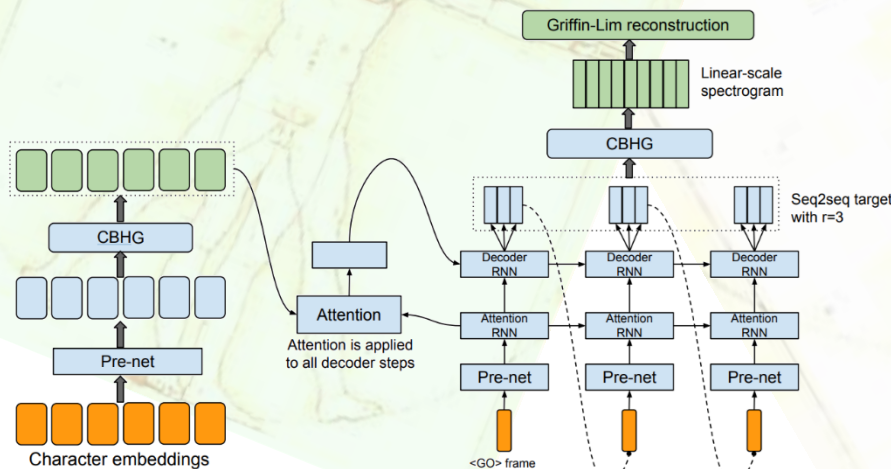 Griffin-Lim reconstruction
Linear-scale
spectrogram
CBHG
Seq2seq target
with r=3
CBHG
Decoder
RNN
Decoder
RNN
Decoder
RNN
Attention
Attention is applied
to all decoder steps
Attention
RNN
Attention
RNN
Attention
RNN
Pre-net
Pre-net
Pre-net
Pre-net
Character embeddings
<GO> frame